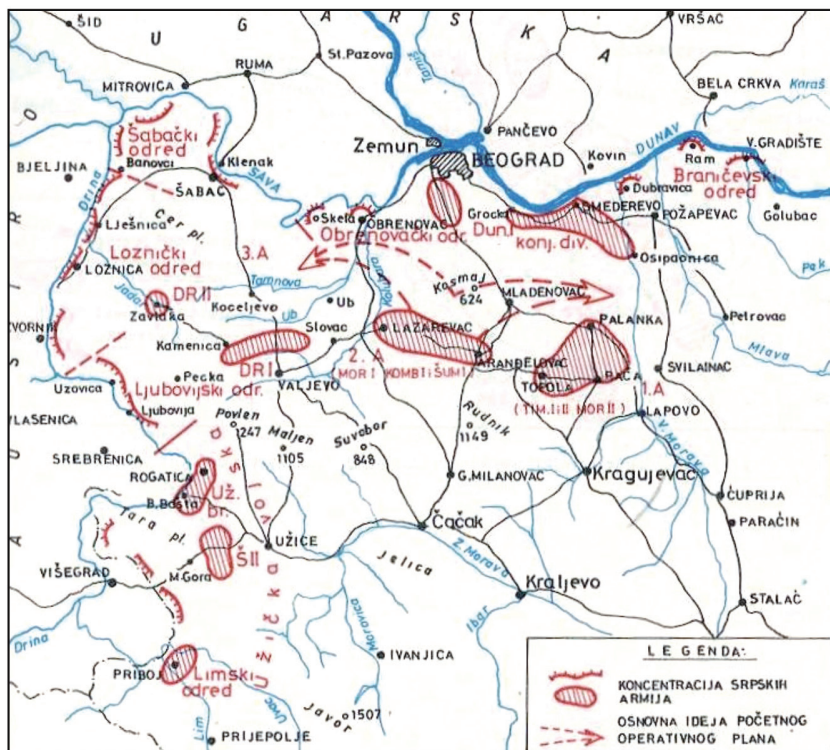 U G A R S K A
ŠID
VRŠAC
RUMA
St. Pazova
Tamiš
MITROVICA
BELA CRKVA
Karaš
Šabački
odred
Zemun
PANČEVO
DUNAV
BEOGRAD
Kovin
Ram
V. GRADIŠTE
BJELJINA
Banovci
Klenak
SAVA
Drina
ŠABAC
Braničevski
odred
Dubravica
Golubac
Skela
OBRENOVAC
Grocka
SMEDEREVO
POŽAPEVAC
LJEŠNICA
Cer pl.
Obrenovački odr.
Dun. I
konj. div.
Osipaonica
Pek
Loznički
odred
LOZNICA
3.A
Tamnova
Kolubara
Kosmaj
624
MLADENOVAC
Jadar
DR II
Zavlaka
Koceljevo
Ub
Ub
Petrovac
ZVORNIK
Slovac
LAZAREVAC
PALANKA
Mlava
Kamenica
DR I
VALJEVO
2. A
(MOR I KOMBI i ŠUM I)
ARANĐELOVAC
TOPOLA
RAČA
SVILAINAC
Uzovica
Pecka
Ljubovijski odr.
Ljubovija
(TIM. I i II MOR II)
1.A
LAPOVO
VLASENICA
Povlen
1247
Maljen
1105
Suvobor
848
Rudnik
1149
V. Morava
SREBRENICA
ROGATICA
G. MILANOVAC
Kragujevac
B. Bašta
Už.
br.
ĆUPRIJA
Tara pl.
Čačak
PARAĆIN
ŠII
UŽICE
Jelica
Z. Morava
VIŠEGRAD
M. Gora
Užička vojska
Kraljevo
STALAĆ
Drina
Moravica
Ibar
IVANJICA
PRIBOJ
Limski
odred
Uvac
Lim
Javor
1507
PRIJEPOLJE
LEGENDA:
KONCENTRACIJA SRPSKIH
ARMIJA
OSNOVNA IDEJA POČETNOG
OPERATIVNOG PLANA